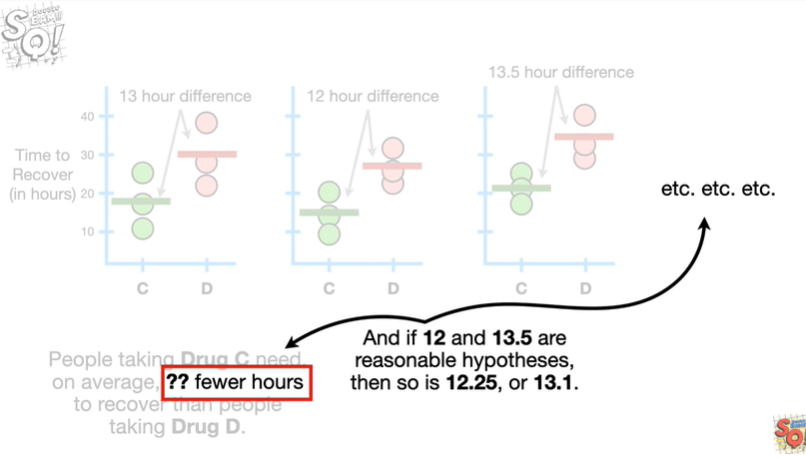 SQ!
13 hour difference
12 hour difference
13.5 hour difference
Time to
Recover
(in hours)
40
30
20
10
C
D
C
D
C
D
etc. etc. etc.
And if 12 and 13.5 are
reasonable hypotheses,
then so is 12.25, or 13.1.
People taking Drug C need,
on average, ?? fewer hours
to recover than people
taking Drug D.
SQ!